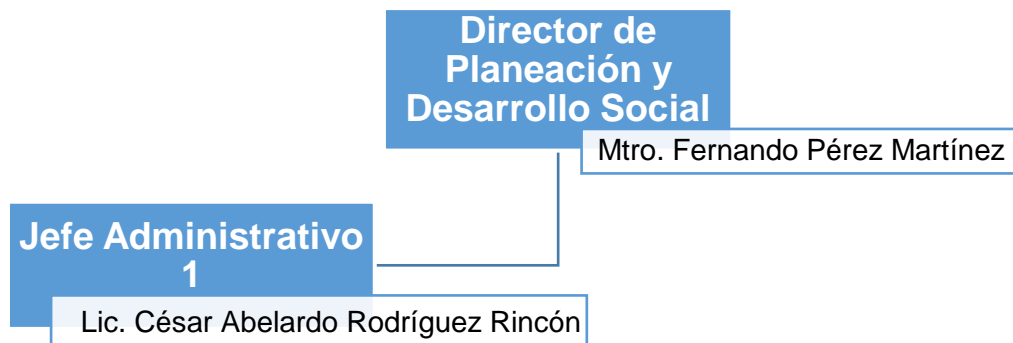 Director de
Planeación y
Desarrollo Social
Mtro. Fernando Pérez Martínez
Jefe Administrativo
1
Lic. César Abelardo Rodríguez Rincón